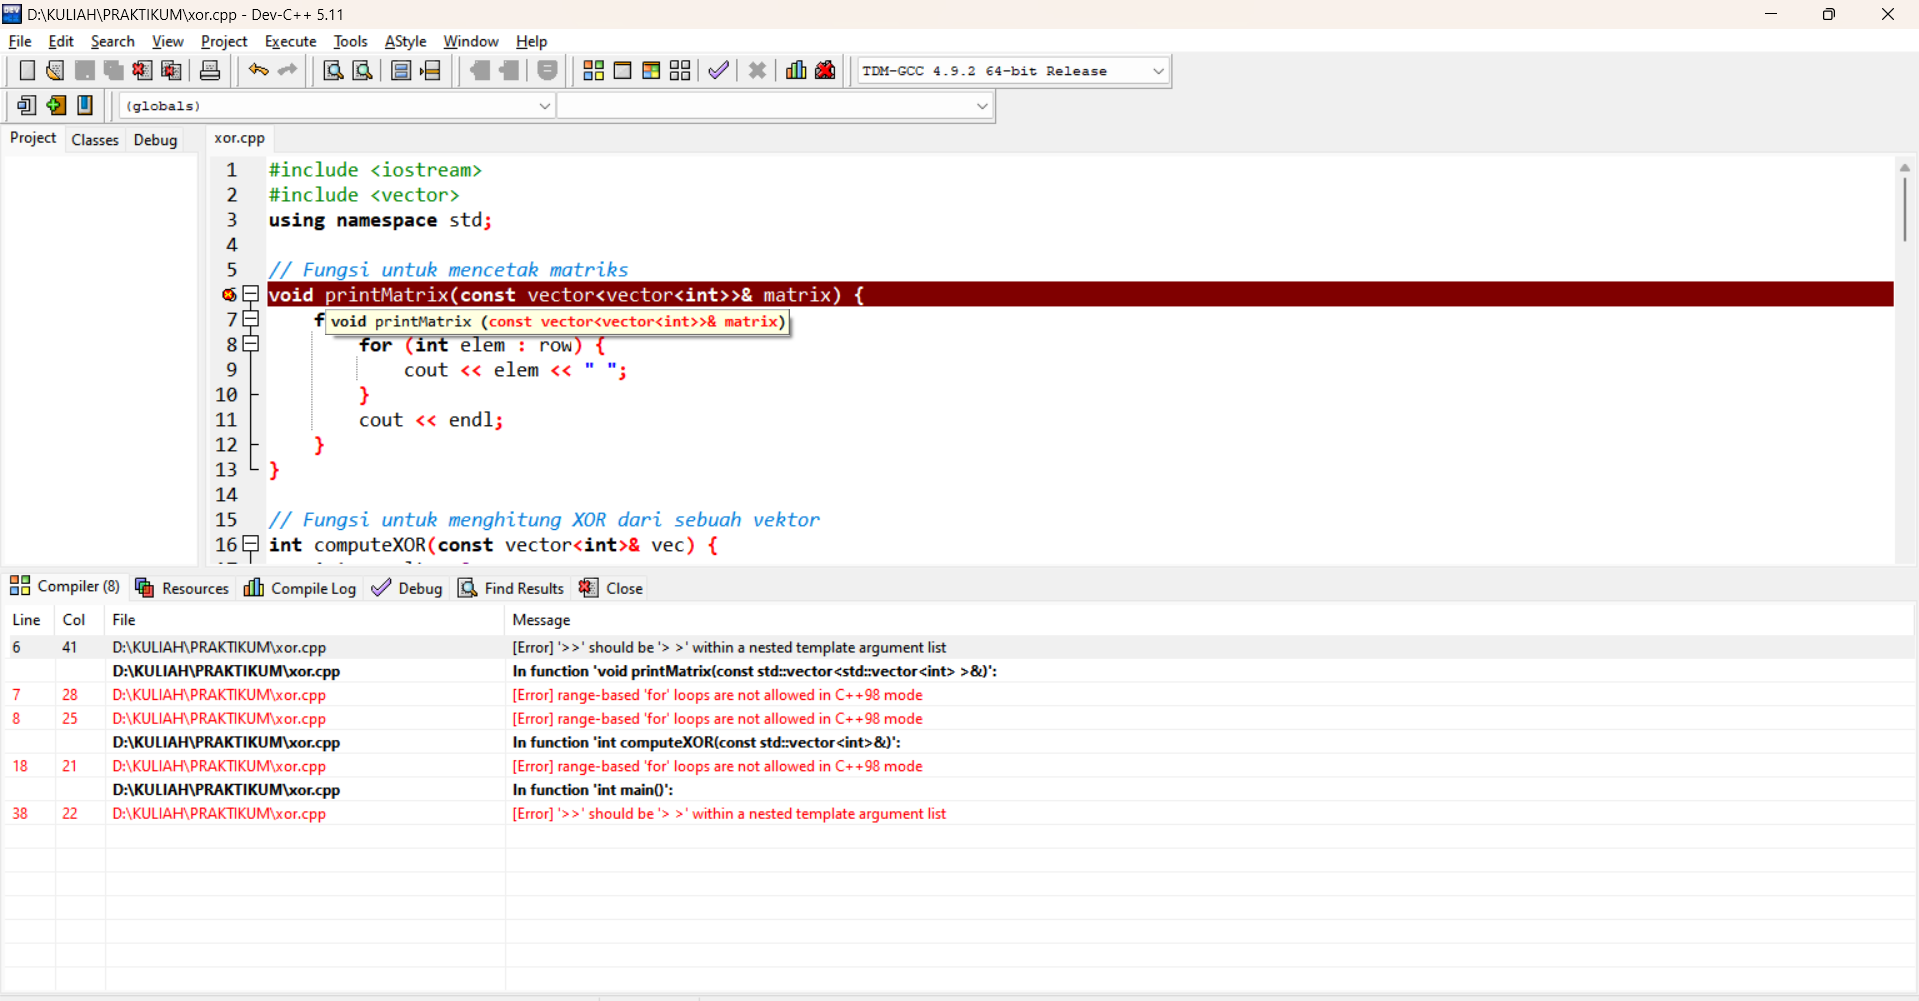 D:\KULIAH\PRAKTIKUM\xor.cpp - Dev-C++ 5.11
File Edit Search View Project Execute Tools AStyle Window Help
TDM-GCC 4.9.2 64-bit Release
(globals)
Project Classes Debug xor.cpp
1 #include <iostream>
2 #include <vector>
3 using namespace std;
4
5 // Fungsi untuk mencetak matriks
void printMatrix(const vector<vector<int>>& matrix) {
7 f
void printMatrix (const vector<vector<int>>& matrix)
8 for (int elem : row) {
9 cout << elem << " ";
10 }
11 cout << endl;
12 }
13 }
14
15 // Fungsi untuk menghitung XOR dari sebuah vektor
16 int computeXOR(const vector<int>& vec) {
Compiler (8) Resources Compile Log Debug Find Results Close
Line Col File Message
6 41 D:\KULIAH\PRAKTIKUM\xor.cpp [Error] '>>' should be '> >' within a nested template argument list
D:\KULIAH\PRAKTIKUM\xor.cpp In function 'void printMatrix(const std::vector<std::vector<int> >&)':
7 28 D:\KULIAH\PRAKTIKUM\xor.cpp [Error] range-based 'for' loops are not allowed in C++98 mode
8 25 D:\KULIAH\PRAKTIKUM\xor.cpp [Error] range-based 'for' loops are not allowed in C++98 mode
D:\KULIAH\PRAKTIKUM\xor.cpp In function 'int computeXOR(const std::vector<int>&)':
18 21 D:\KULIAH\PRAKTIKUM\xor.cpp [Error] range-based 'for' loops are not allowed in C++98 mode
D:\KULIAH\PRAKTIKUM\xor.cpp In function 'int main()':
38 22 D:\KULIAH\PRAKTIKUM\xor.cpp [Error] '>>' should be '> >' within a nested template argument list